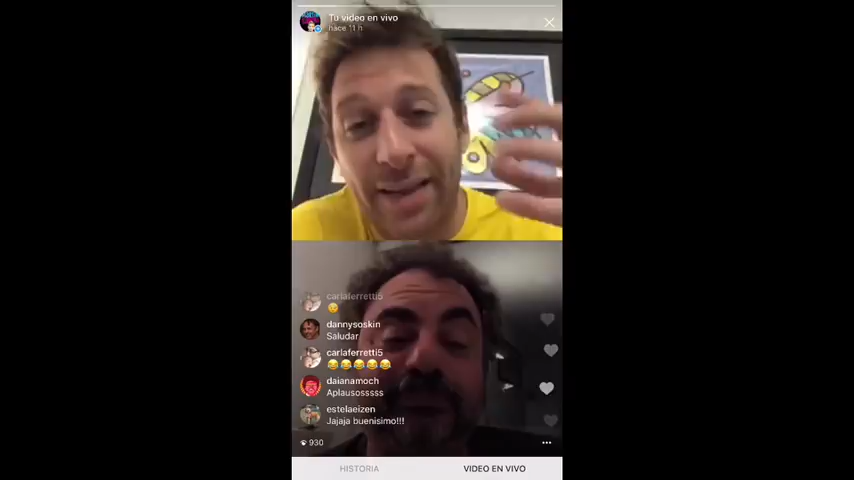 Tu video en vivo
hace 11 h
carlaferretti5
dannysoskin
Saludar
carlaferretti5
😂😂😂😂😂
daianamoch
Aplausosssss
estelaeizen
Jajaja buenisimo!!!
930
HISTORIA
VIDEO EN VIVO